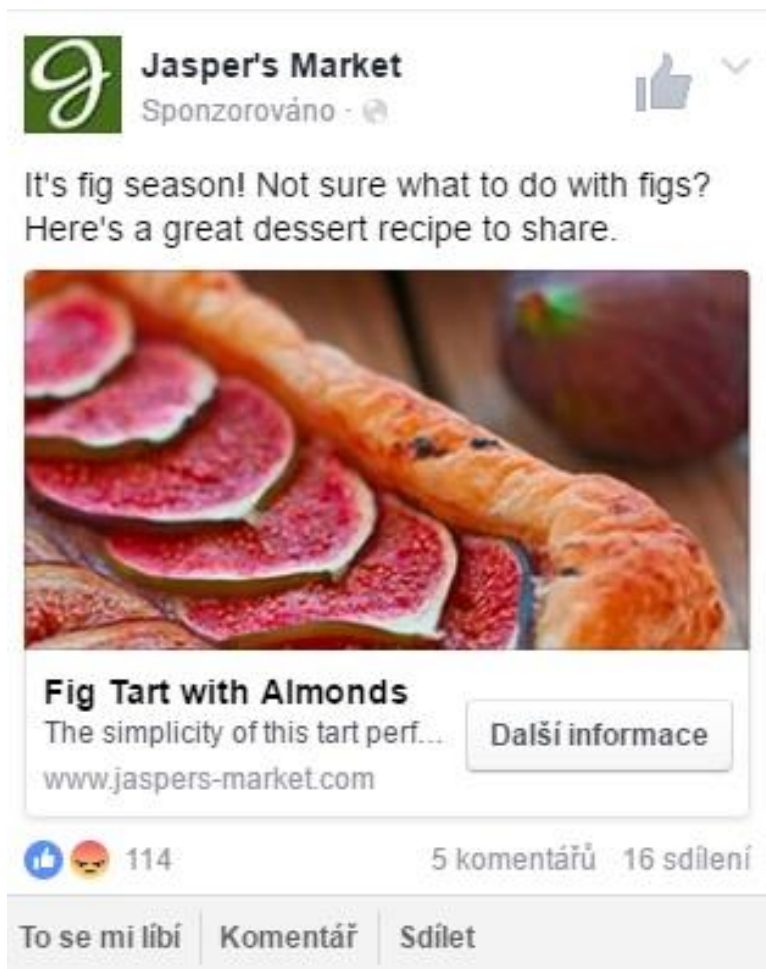 Jasper's Market
Sponzorováno ·
It's fig season! Not sure what to do with figs?
Here's a great dessert recipe to share.
Fig Tart with Almonds
The simplicity of this tart perf...
Další informace
www.jaspers-market.com
114
5 komentářů 16 sdílení
To se mi líbí Komentář Sdílet